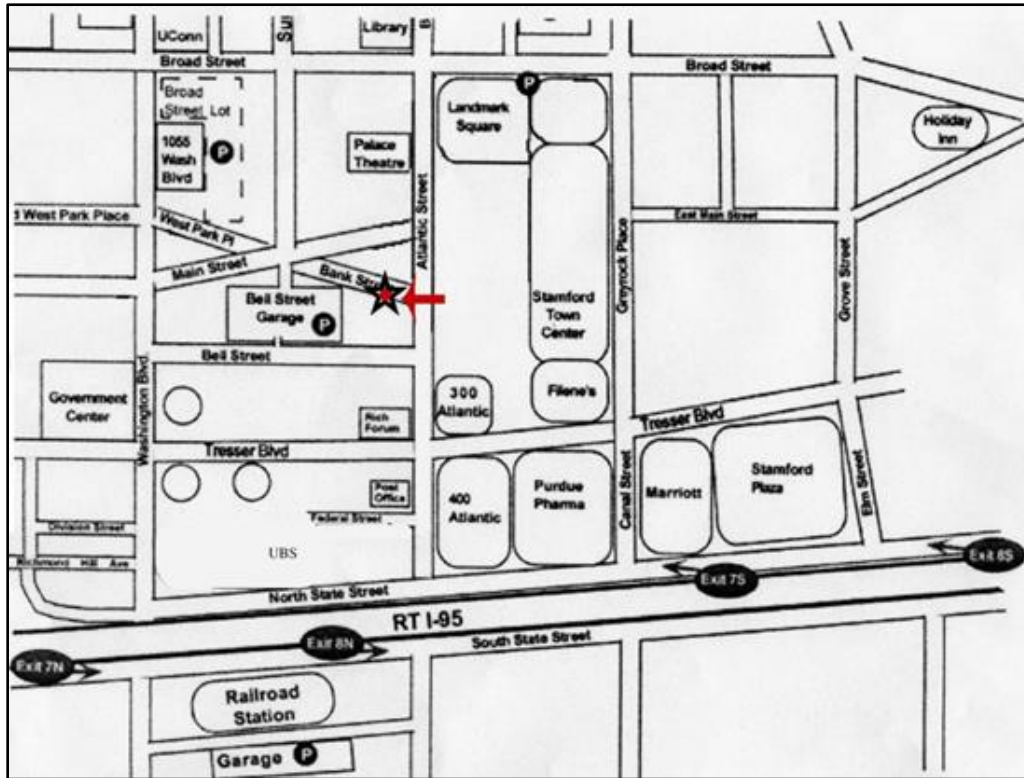 UConn
Library
B
Broad Street
Broad Street
Broad
Street Lot
1055
Wash
Blvd
P
Palace
Theatre
Landmark
Square
P
Holiday
Inn
West Park Place
West Park Pl
Main Street
Bank
Atlantic Street
Greyrock Place
East Main Street
Grove Street
Bell Street
Garage
P
Bell Street
Stamford
Town
Center
Government
Center
Washington Blvd.
300
Atlantic
Filene's
Rich
Forum
Tresser Blvd
Tresser Blvd
Post
Office
Federal Street
400
Atlantic
Purdue
Pharma
Canal Street
Marriott
Stamford
Plaza
Elm Street
Division Street
Richmond Hill Ave
UBS
North State Street
Exit 7S
Exit 8S
RT I-95
Exit 8N
Exit 7N
South State Street
Railroad
Station
Garage P